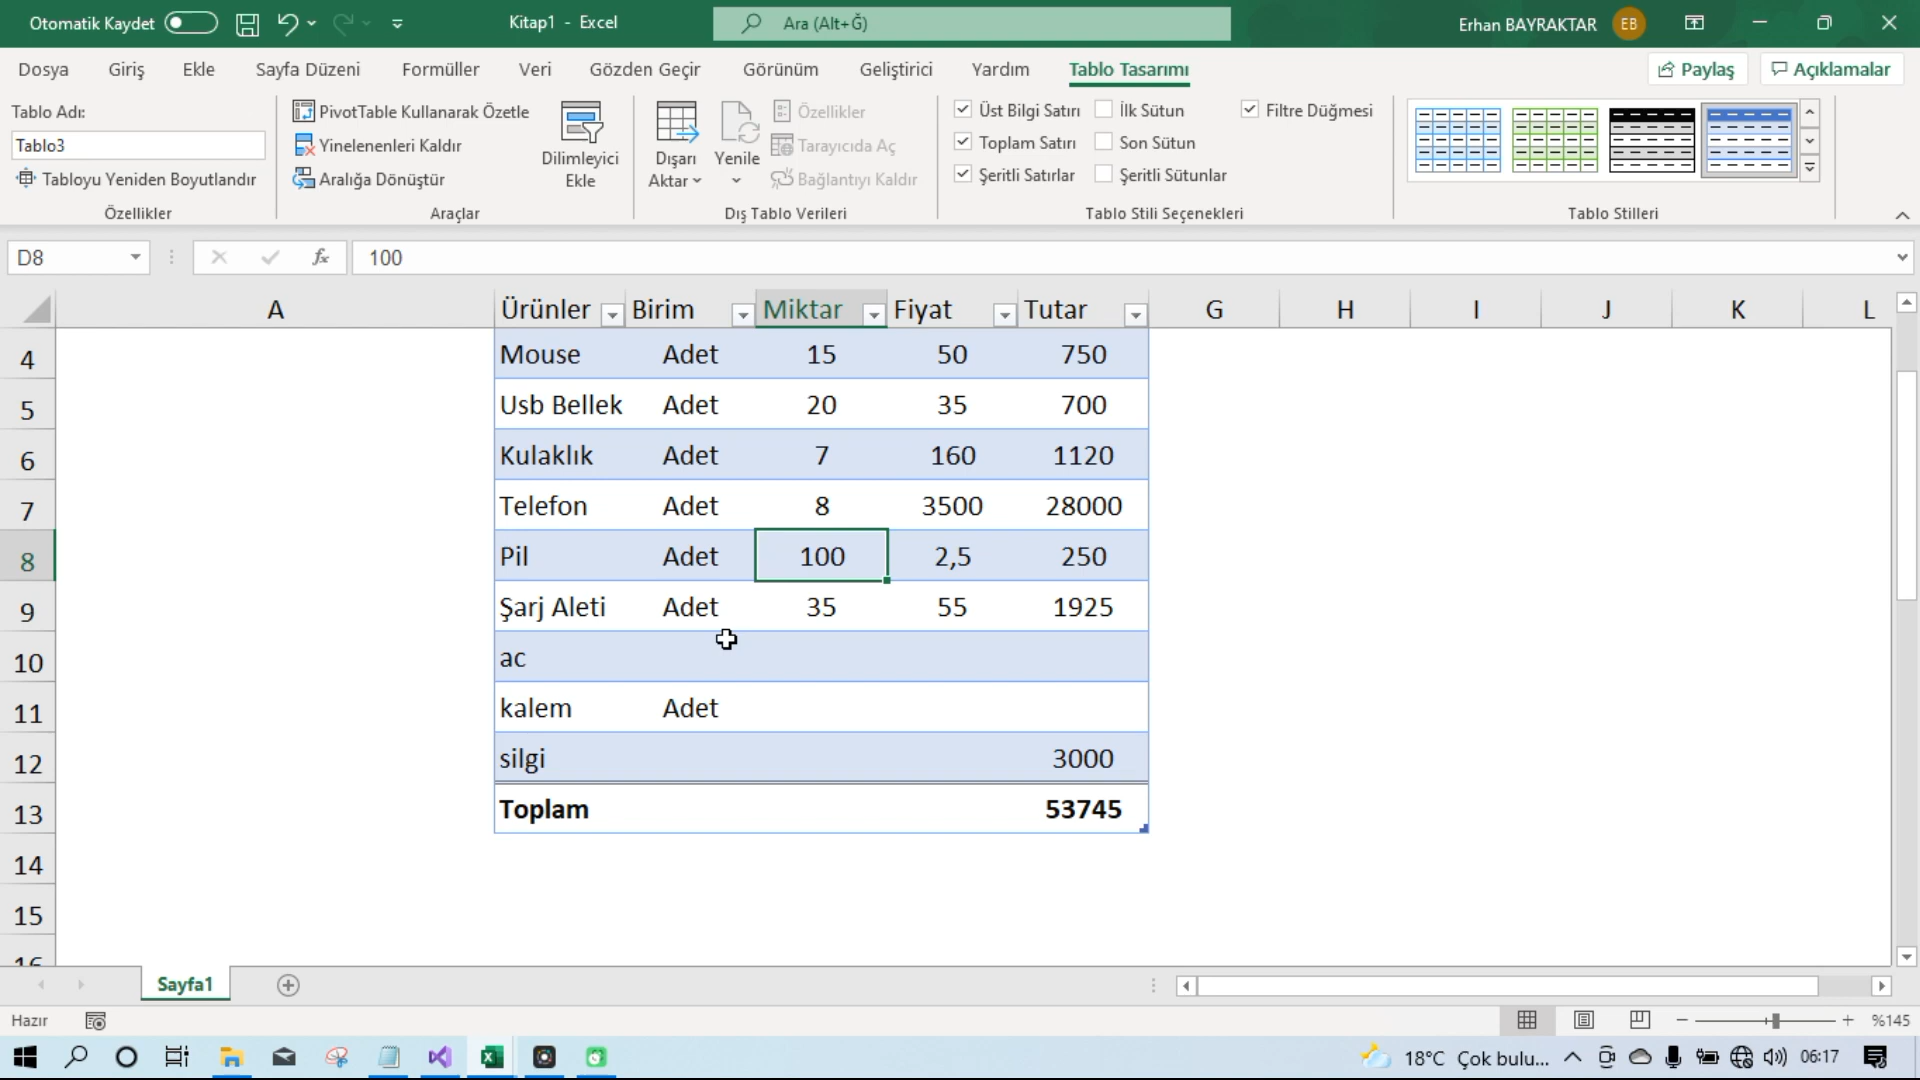 Otomatik Kaydet Kitap1 - Excel Ara (Alt+Ğ) Erhan BAYRAKTAR EB
Dosya Giriş Ekle Sayfa Düzeni Formüller Veri Gözden Geçir Görünüm Geliştirici Yardım Tablo Tasarımı Paylaş Açıklamalar
Tablo Adı: PivotTable Kullanarak Özetle Özellikler Üst Bilgi Satırı İlk Sütun Filtre Düğmesi
Tablo3 Yinelenenleri Kaldır Tarayıcıda Aç Toplam Satırı Son Sütun
Dilimleyici Dışarı Yenile
Tabloyu Yeniden Boyutlandır Aralığa Dönüştür Ekle Aktar Bağlantıyı Kaldır Şeritli Satırlar Şeritli Sütunlar
Özellikler Araçlar Dış Tablo Verileri Tablo Stili Seçenekleri Tablo Stilleri
D8 fx 100
A Ürünler Birim Miktar Fiyat Tutar G H I J K L
4 Mouse Adet 15 50 750
5 Usb Bellek Adet 20 35 700
6 Kulaklık Adet 7 160 1120
7 Telefon Adet 8 3500 28000
8 Pil Adet 100 2,5 250
9 Şarj Aleti Adet 35 55 1925
10 ac
11 kalem Adet
12 silgi 3000
13 Toplam 53745
14
15
16
Sayfa1
Hazır %145
18°C Çok bulu... 06:17